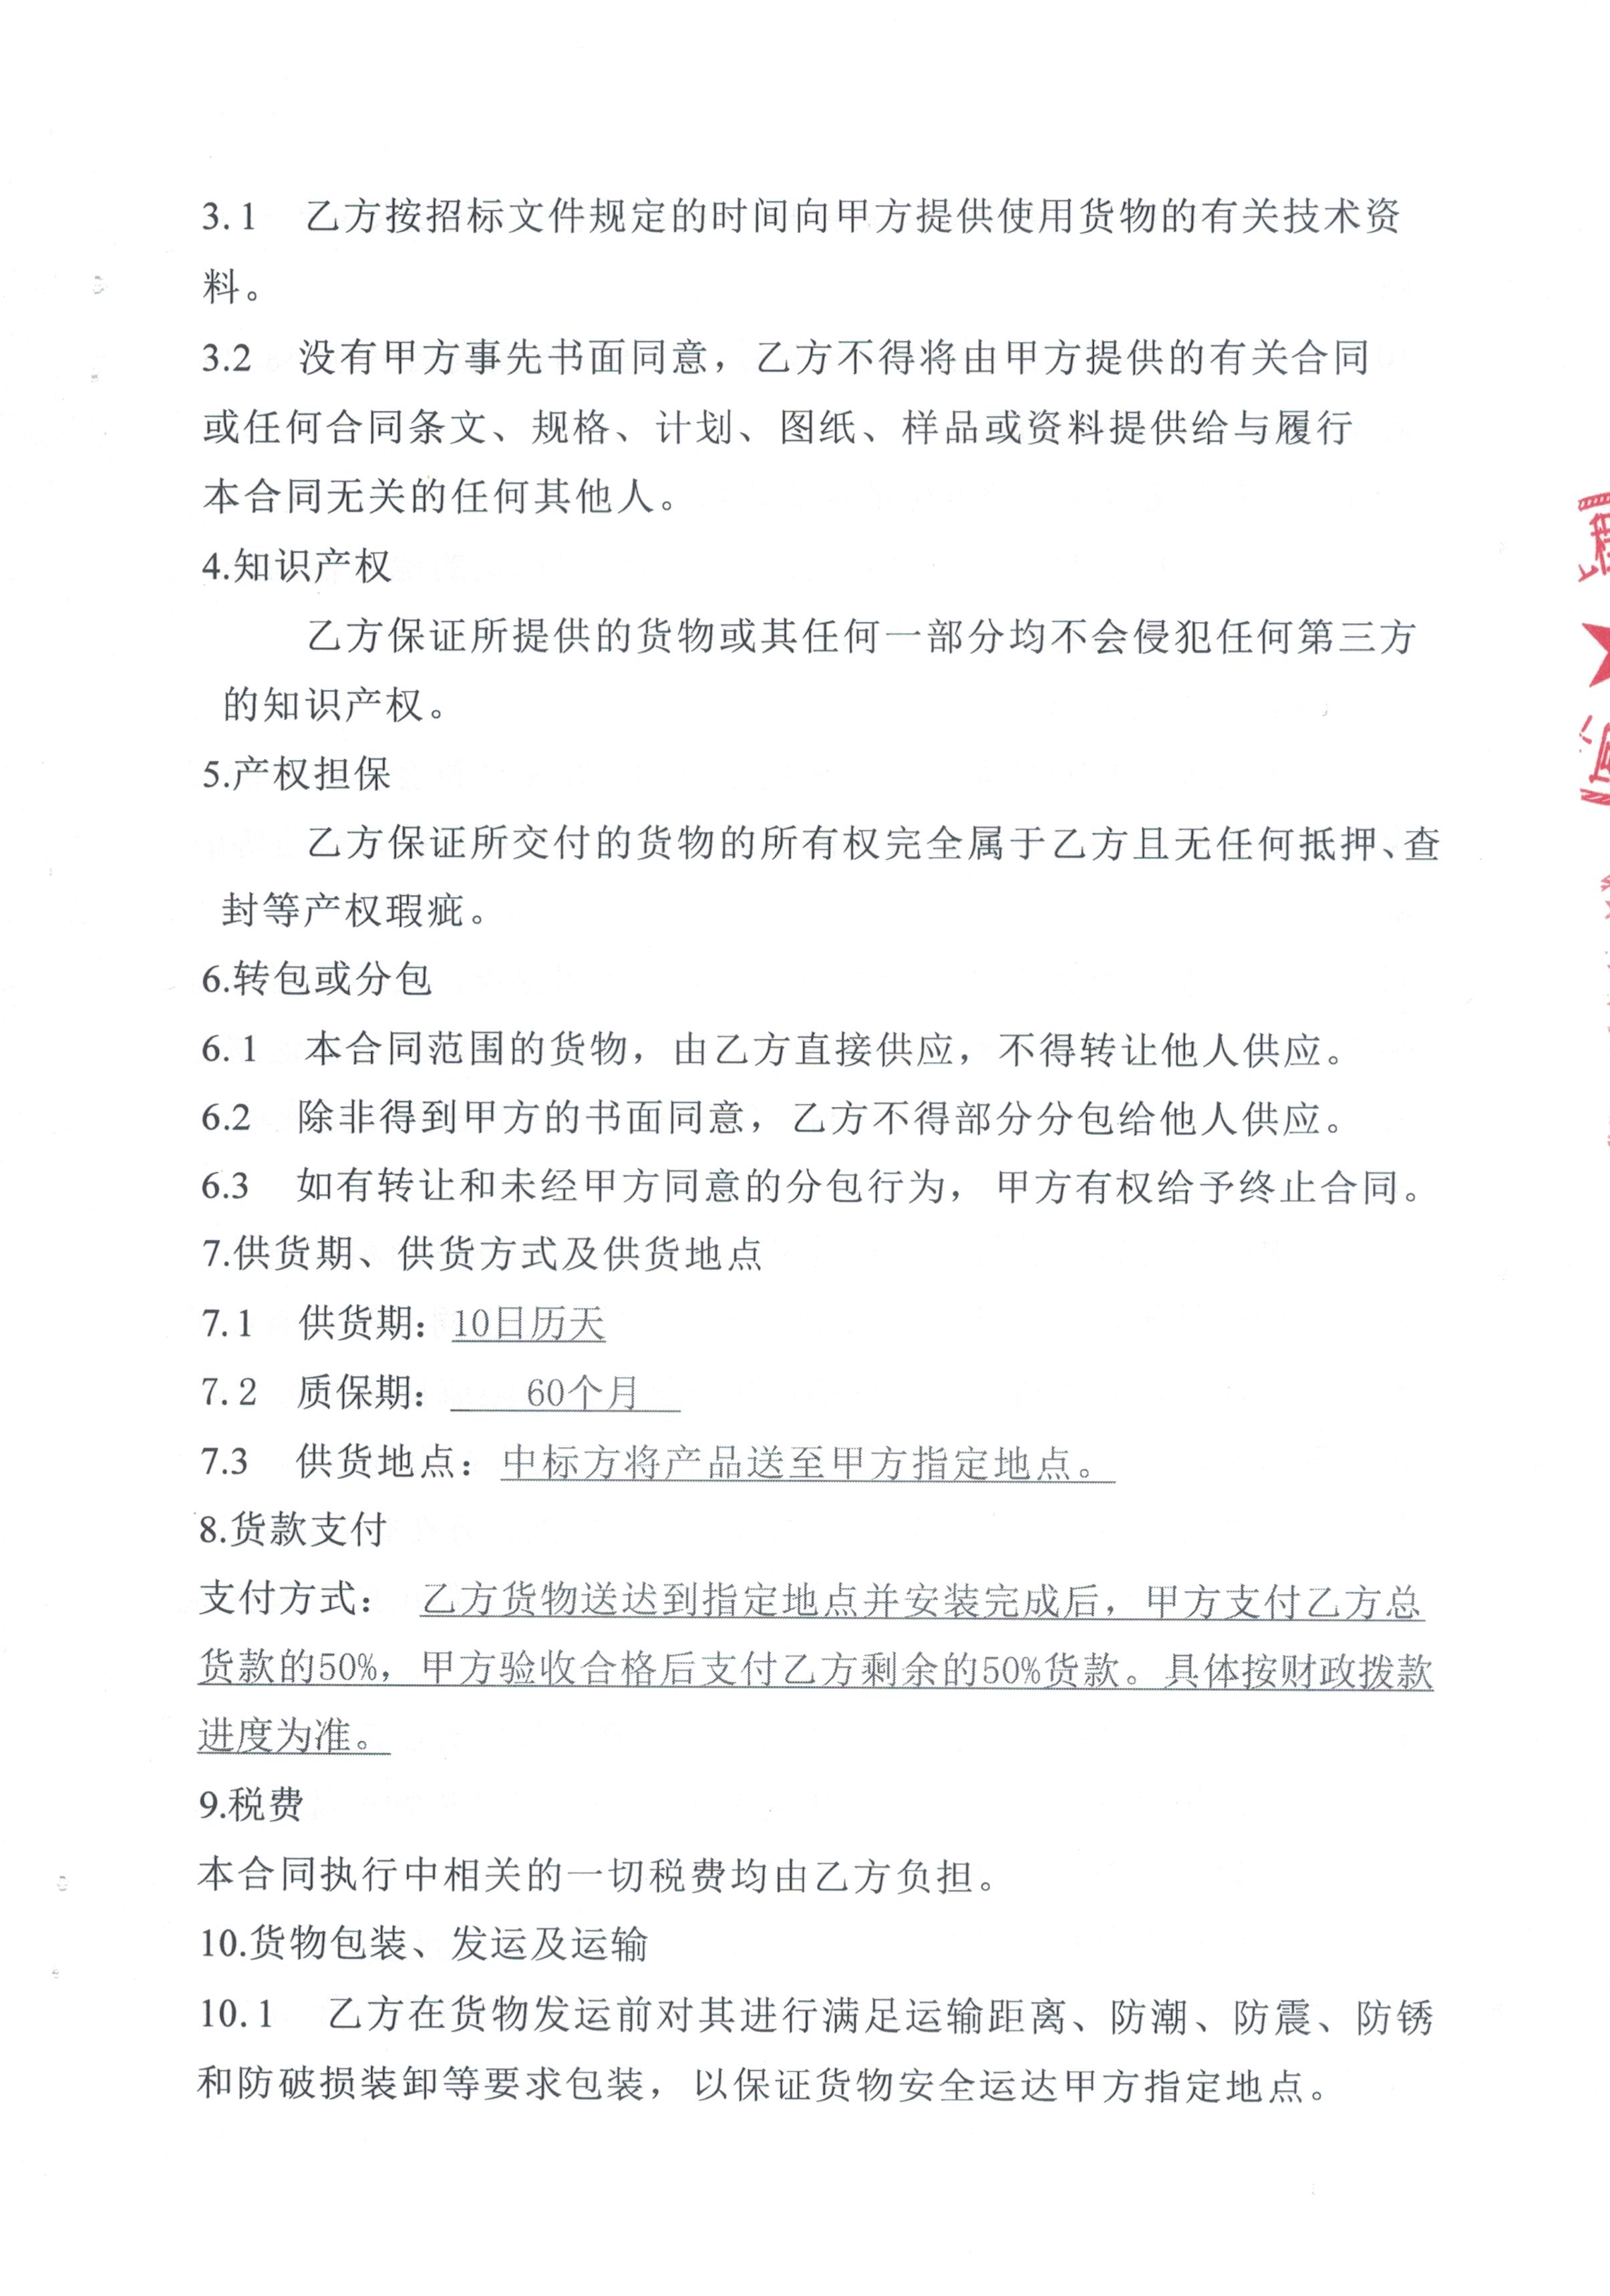 3.1 乙方按招标文件规定的时间向甲方提供使用货物的有关技术资
料。
3.2 没有甲方事先书面同意，乙方不得将由甲方提供的有关合同
或任何合同条文、规格、计划、图纸、样品或资料提供给与履行
本合同无关的任何其他人。
4.知识产权
乙方保证所提供的货物或其任何一部分均不会侵犯任何第三方
的知识产权。
5.产权担保
乙方保证所交付的货物的所有权完全属于乙方且无任何抵押、查
封等产权瑕疵。
6.转包或分包
6.1 本合同范围的货物，由乙方直接供应，不得转让他人供应。
6.2 除非得到甲方的书面同意，乙方不得部分分包给他人供应。
6.3 如有转让和未经甲方同意的分包行为，甲方有权给予终止合同。
7.供货期、供货方式及供货地点
7.1 供货期：10日历天
7.2 质保期： 60个月
7.3 供货地点：中标方将产品送至甲方指定地点。
8.货款支付
支付方式： 乙方货物送达到指定地点并安装完成后，甲方支付乙方总
货款的50%，甲方验收合格后支付乙方剩余的50%货款。具体按财政拨款
进度为准。
9.税费
本合同执行中相关的一切税费均由乙方负担。
10.货物包装、发运及运输
10.1 乙方在货物发运前对其进行满足运输距离、防潮、防震、防锈
和防破损装卸等要求包装，以保证货物安全运达甲方指定地点。